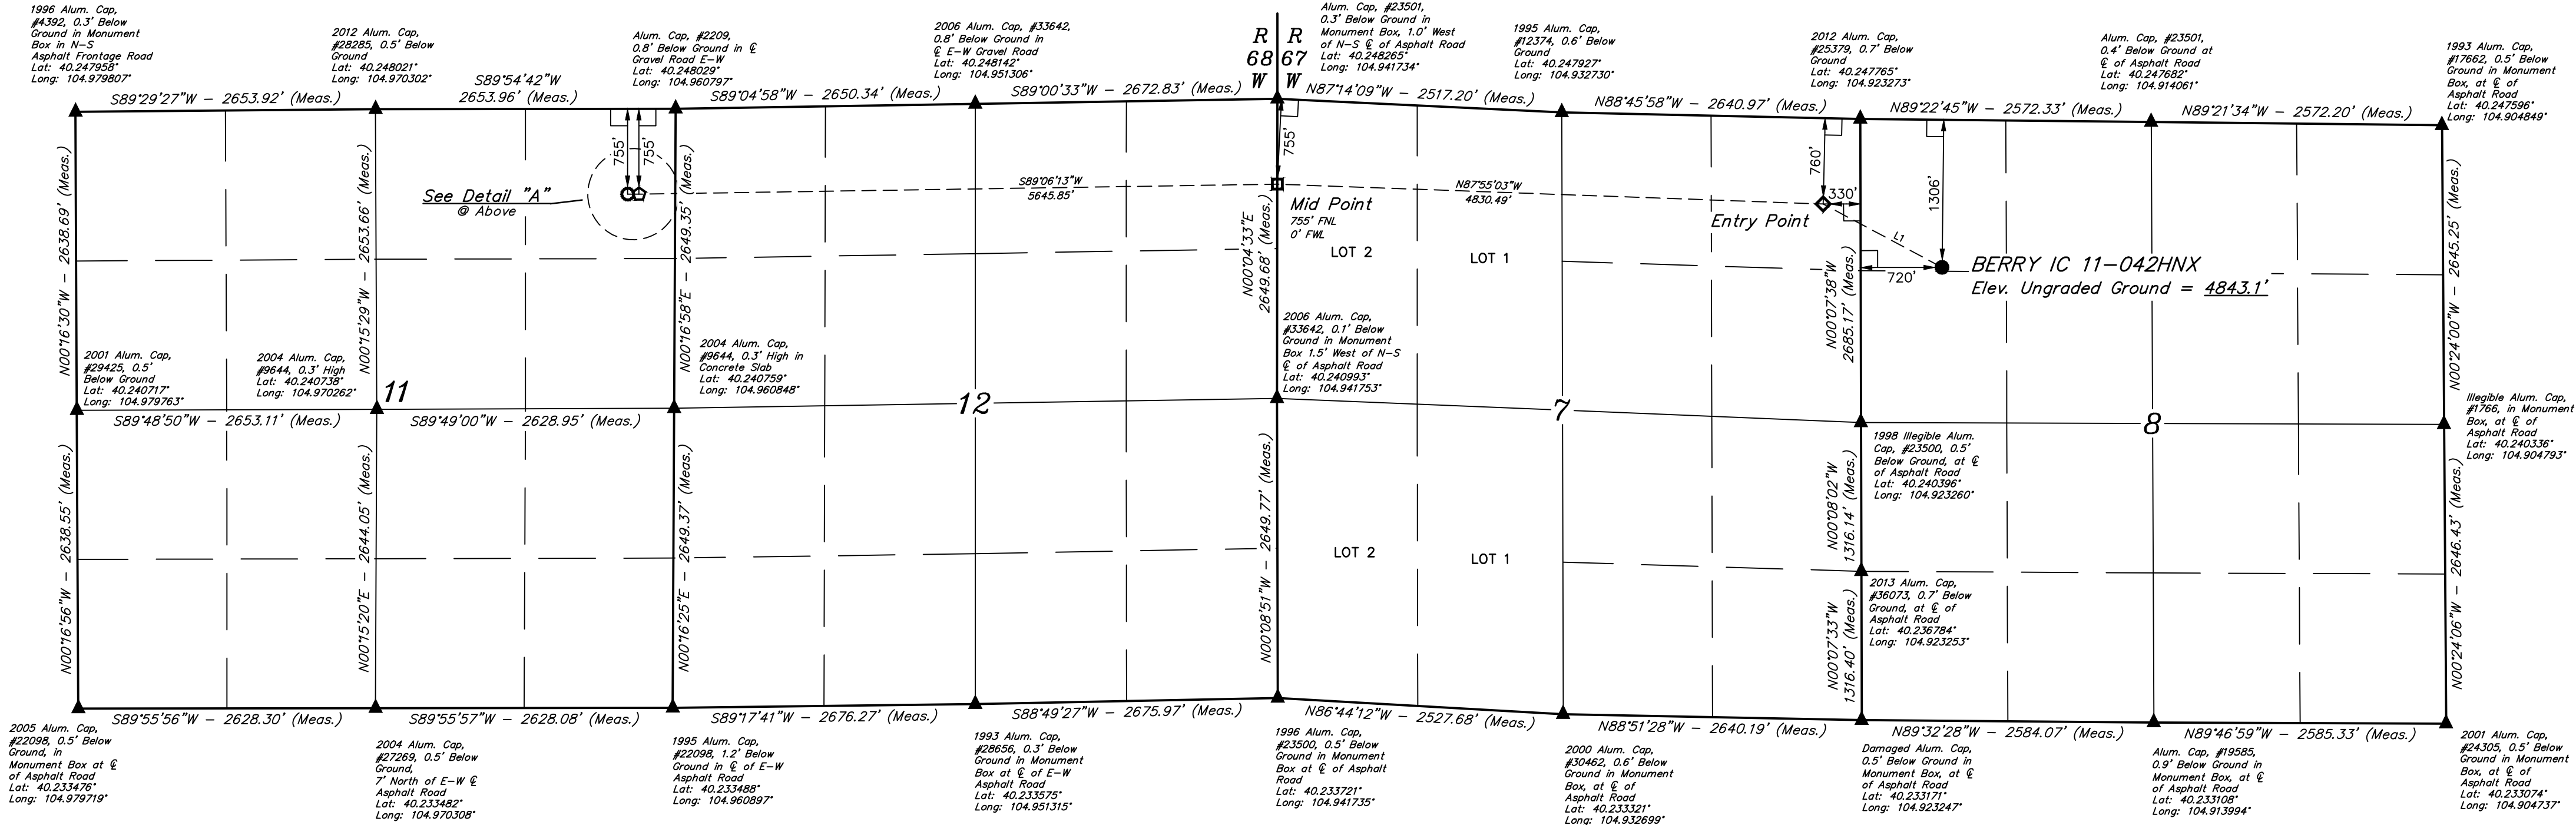 1996 Alum. Cap,
#4392, 0.3' Below
Ground in Monument
Box in N-S
Asphalt Frontage Road
Lat: 40.247958°
Long: 104.979807°
2012 Alum. Cap,
#28285, 0.5' Below
Ground
Lat: 40.248021°
Long: 104.970302°
Alum. Cap, #2209,
0.8' Below Ground in ℄
Gravel Road E-W
Lat: 40.248029°
Long: 104.960797°
2006 Alum. Cap, #33642,
0.8' Below Ground in
℄ E-W Gravel Road
Lat: 40.248142°
Long: 104.951306°
R R
68 67
W W
Alum. Cap, #23501,
0.3' Below Ground in
Monument Box, 1.0' West
of N-S ℄ of Asphalt Road
Lat: 40.248265°
Long: 104.941734°
1995 Alum. Cap,
#12374, 0.6' Below
Ground
Lat: 40.247927°
Long: 104.932730°
2012 Alum. Cap,
#25379, 0.7' Below
Ground
Lat: 40.247765°
Long: 104.923273°
Alum. Cap, #23501,
0.4' Below Ground at
℄ of Asphalt Road
Lat: 40.247682°
Long: 104.914061°
1993 Alum. Cap,
#17662, 0.5' Below
Ground in Monument
Box, at ℄ of
Asphalt Road
Lat: 40.247596°
Long: 104.904849°
S89°29'27"W - 2653.92' (Meas.)
S89°54'42"W
2653.96' (Meas.)
S89°04'58"W - 2650.34' (Meas.)
S89°00'33"W - 2672.83' (Meas.)
N87°14'09"W - 2517.20' (Meas.)
N88°45'58"W - 2640.97' (Meas.)
N89°22'45"W - 2572.33' (Meas.)
N89°21'34"W - 2572.20' (Meas.)
N00°16'30"W - 2638.69' (Meas.)
N00°15'29"W - 2653.66' (Meas.)
755'
755'
N00°16'58"E - 2649.35' (Meas.)
755'
760'
330'
1306'
N00°24'00"W - 2645.25' (Meas.)
See Detail "A"
@ Above
S89°06'13"W
5645.85'
N00°04'33"E
2649.68' (Meas.)
Mid Point
755' FNL
0' FWL
N87°55'03"W
4830.49'
Entry Point
L1
LOT 2
LOT 1
720'
N00°07'38"W
2685.17' (Meas.)
BERRY IC 11-042HNX
Elev. Ungraded Ground = 4843.1'
2001 Alum. Cap,
#29425, 0.5'
Below Ground
Lat: 40.240717°
Long: 104.979763°
2004 Alum. Cap,
#9644, 0.3' High
Lat: 40.240738°
Long: 104.970262°
2004 Alum. Cap,
#9644, 0.3' High in
Concrete Slab
Lat: 40.240759°
Long: 104.960848°
2006 Alum. Cap,
#33642, 0.1' Below
Ground in Monument
Box 1.5' West of N-S
℄ of Asphalt Road
Lat: 40.240993°
Long: 104.941753°
11
12
7
8
S89°48'50"W - 2653.11' (Meas.)
S89°49'00"W - 2628.95' (Meas.)
1998 Illegible Alum.
Cap, #23500, 0.5'
Below Ground, at ℄
of Asphalt Road
Lat: 40.240396°
Long: 104.923260°
Illegible Alum. Cap,
#1766, in Monument
Box, at ℄ of
Asphalt Road
Lat: 40.240336°
Long: 104.904793°
N00°16'56"W - 2638.55' (Meas.)
N00°15'20"E - 2644.05' (Meas.)
N00°16'25"E - 2649.37' (Meas.)
N00°08'51"W - 2649.77' (Meas.)
N00°08'02"W
1316.14' (Meas.)
N00°24'06"W - 2646.43' (Meas.)
LOT 2
LOT 1
2013 Alum. Cap,
#36073, 0.7' Below
Ground, at ℄ of
Asphalt Road
Lat: 40.236784°
Long: 104.923253°
N00°07'33"W
1316.40' (Meas.)
S89°55'56"W - 2628.30' (Meas.)
S89°55'57"W - 2628.08' (Meas.)
S89°17'41"W - 2676.27' (Meas.)
S88°49'27"W - 2675.97' (Meas.)
N86°44'12"W - 2527.68' (Meas.)
N88°51'28"W - 2640.19' (Meas.)
N89°32'28"W - 2584.07' (Meas.)
N89°46'59"W - 2585.33' (Meas.)
2005 Alum. Cap,
#22098, 0.5' Below
Ground, in
Monument Box at ℄
of Asphalt Road
Lat: 40.233476°
Long: 104.979719°
2004 Alum. Cap,
#27269, 0.5' Below
Ground,
7' North of E-W ℄
Asphalt Road
Lat: 40.233482°
Long: 104.970308°
1995 Alum. Cap,
#22098, 1.2' Below
Ground in ℄ of E-W
Asphalt Road
Lat: 40.233488°
Long: 104.960897°
1993 Alum. Cap,
#28656, 0.3' Below
Ground in Monument
Box at ℄ of E-W
Asphalt Road
Lat: 40.233575°
Long: 104.951315°
1996 Alum. Cap,
#23500, 0.5' Below
Ground in Monument
Box at ℄ of Asphalt
Road
Lat: 40.233721°
Long: 104.941735°
2000 Alum. Cap,
#30462, 0.6' Below
Ground in Monument
Box, at ℄ of
Asphalt Road
Lat: 40.233321°
Long: 104.932699°
Damaged Alum. Cap,
0.5' Below Ground in
Monument Box, at ℄
of Asphalt Road
Lat: 40.233171°
Long: 104.923247°
Alum. Cap, #19585,
0.9' Below Ground in
Monument Box, at ℄
of Asphalt Road
Lat: 40.233108°
Long: 104.913994°
2001 Alum. Cap,
#24305, 0.5' Below
Ground in Monument
Box, at ℄ of
Asphalt Road
Lat: 40.233074°
Long: 104.904737°